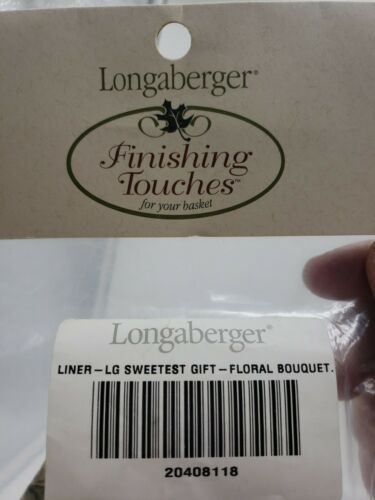 Longaberger®
Finishing
Touches™
for your basket
Longaberger®
LINER-LG SWEETEST GIFT-FLORAL BOUQUET.
20408118